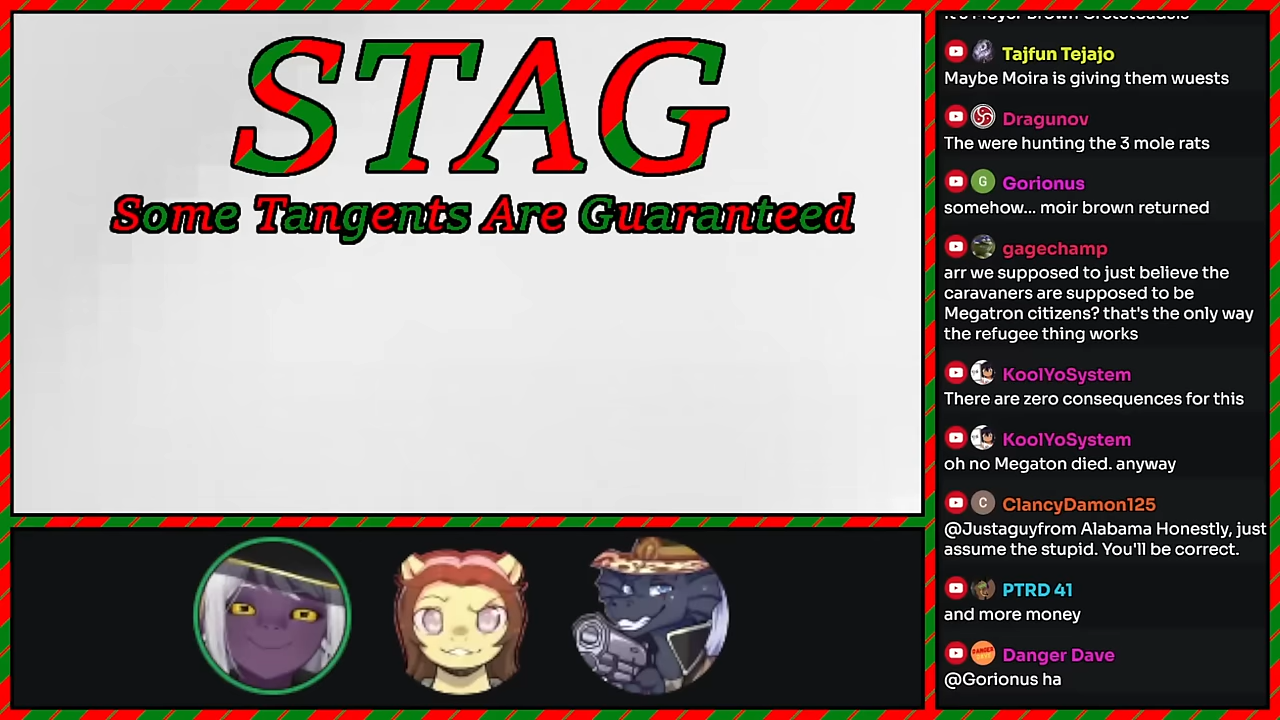 STAG
Some Tangents Are Guaranteed
Tajfun Tejajo
Maybe Moira is giving them wuests
Dragunov
The were hunting the 3 mole rats
G
Gorionus
somehow... moir brown returned
gagechamp
arr we supposed to just believe the
caravaners are supposed to be
Megatron citizens? that's the only way
the refugee thing works
KoolYoSystem
There are zero consequences for this
KoolYoSystem
oh no Megaton died. anyway
C
ClancyDamon125
@Justaguyfrom Alabama Honestly, just
assume the stupid. You'll be correct.
PTRD 41
and more money
Danger Dave
@Gorionus ha